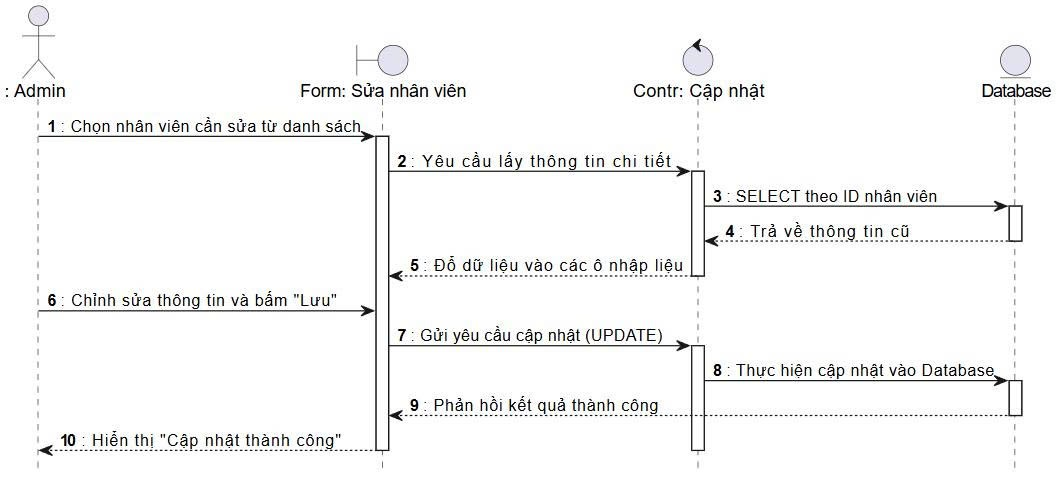 : Admin
Form: Sửa nhân viên
Contr: Cập nhật
Database
1 : Chọn nhân viên cần sửa từ danh sách
2 : Yêu cầu lấy thông tin chi tiết
3 : SELECT theo ID nhân viên
4 : Trả về thông tin cũ
5 : Đổ dữ liệu vào các ô nhập liệu
6 : Chỉnh sửa thông tin và bấm "Lưu"
7 : Gửi yêu cầu cập nhật (UPDATE)
8 : Thực hiện cập nhật vào Database
9 : Phản hồi kết quả thành công
10 : Hiển thị "Cập nhật thành công"